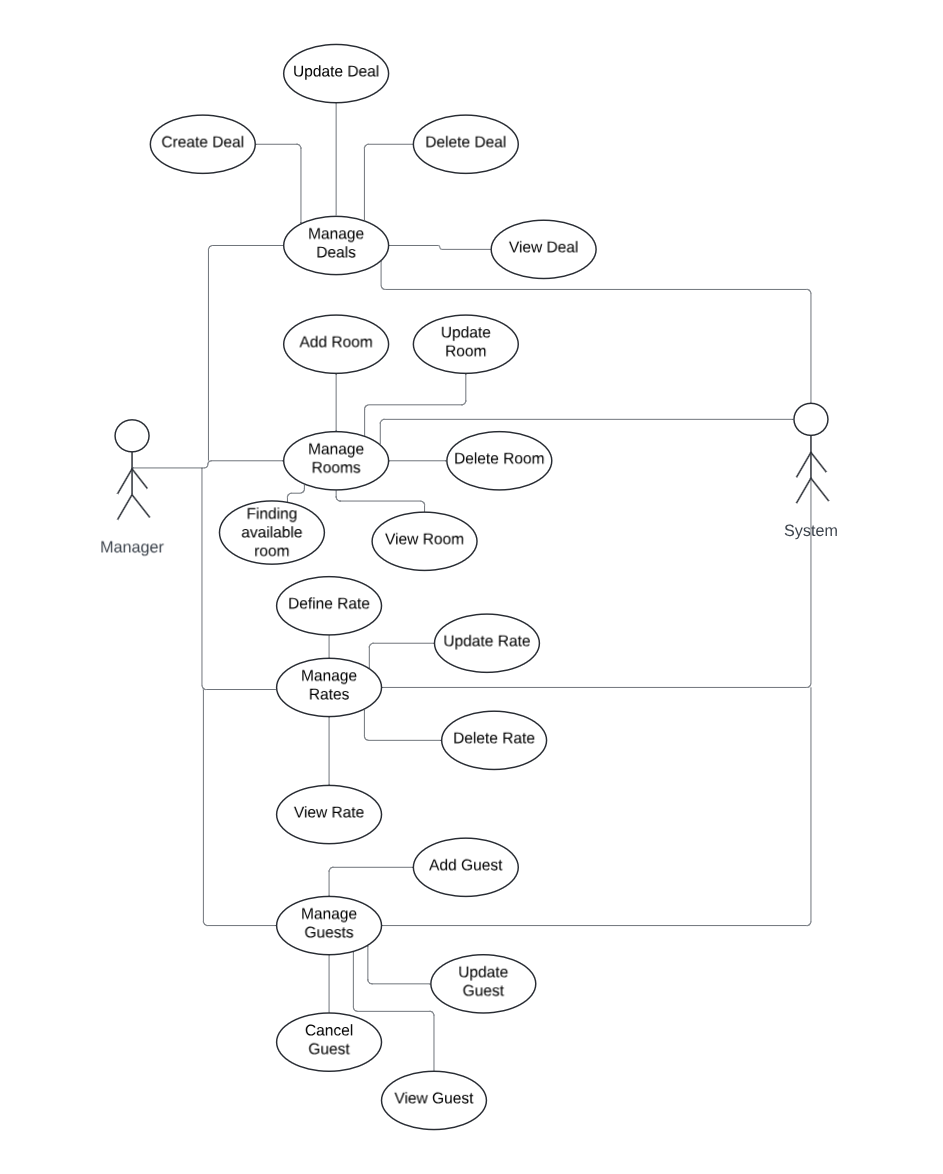 Update Deal
Create Deal
Delete Deal
Manage
Deals
View Deal
Add Room
Update
Room
Manage
Rooms
Delete Room
Finding
available
room
View Room
Manager
System
Define Rate
Update Rate
Manage
Rates
Delete Rate
View Rate
Add Guest
Manage
Guests
Update
Guest
Cancel
Guest
View Guest